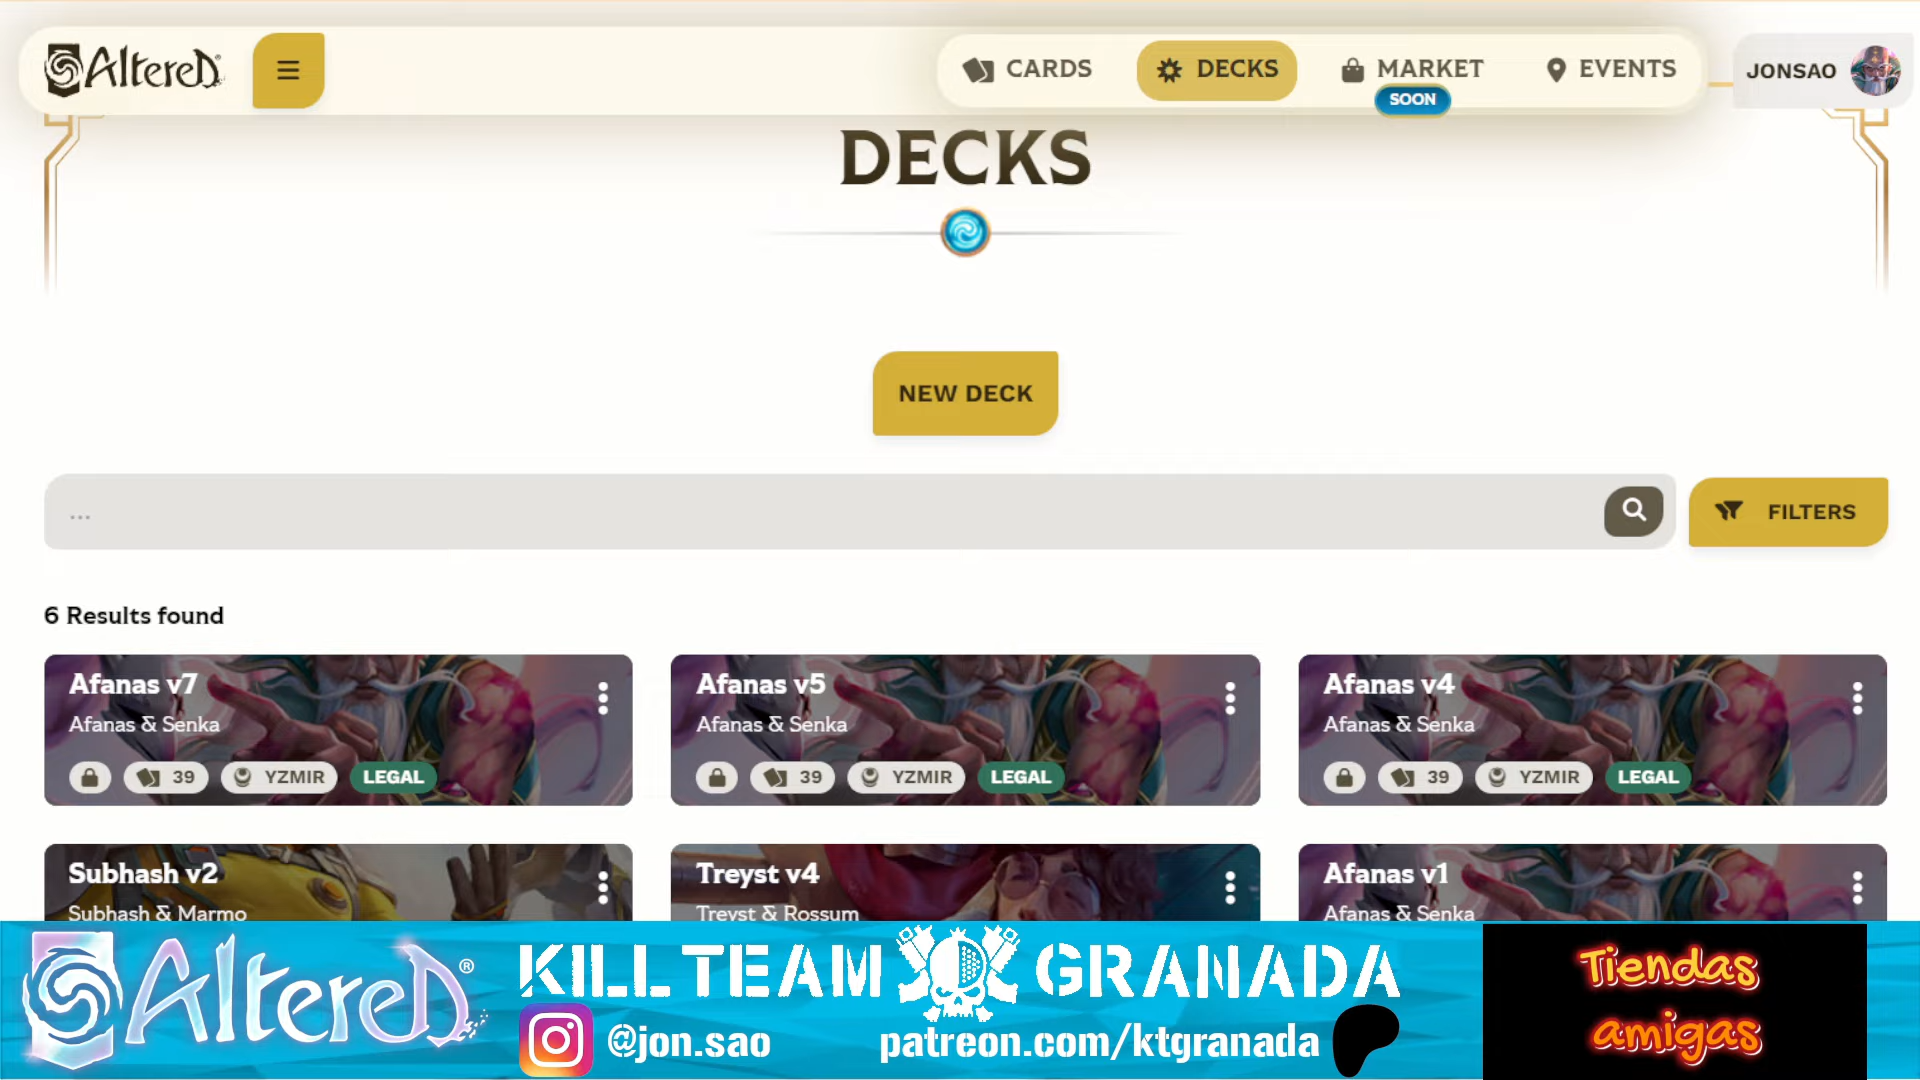 Altered
CARDS
DECKS
MARKET
SOON
EVENTS
JONSAO
DECKS
NEW DECK
...
FILTERS
6 Results found
Afanas v7
Afanas & Senka
39
YZMIR
LEGAL
Afanas v5
Afanas & Senka
39
YZMIR
LEGAL
Afanas v4
Afanas & Senka
39
YZMIR
LEGAL
Subhash v2
Subhash & Marmo
Treyst v4
Treyst & Rossum
Afanas v1
Afanas & Senka
Altered®
KILL TEAM GRANADA
@jon.sao
patreon.com/ktgranada
Tiendas
amigas